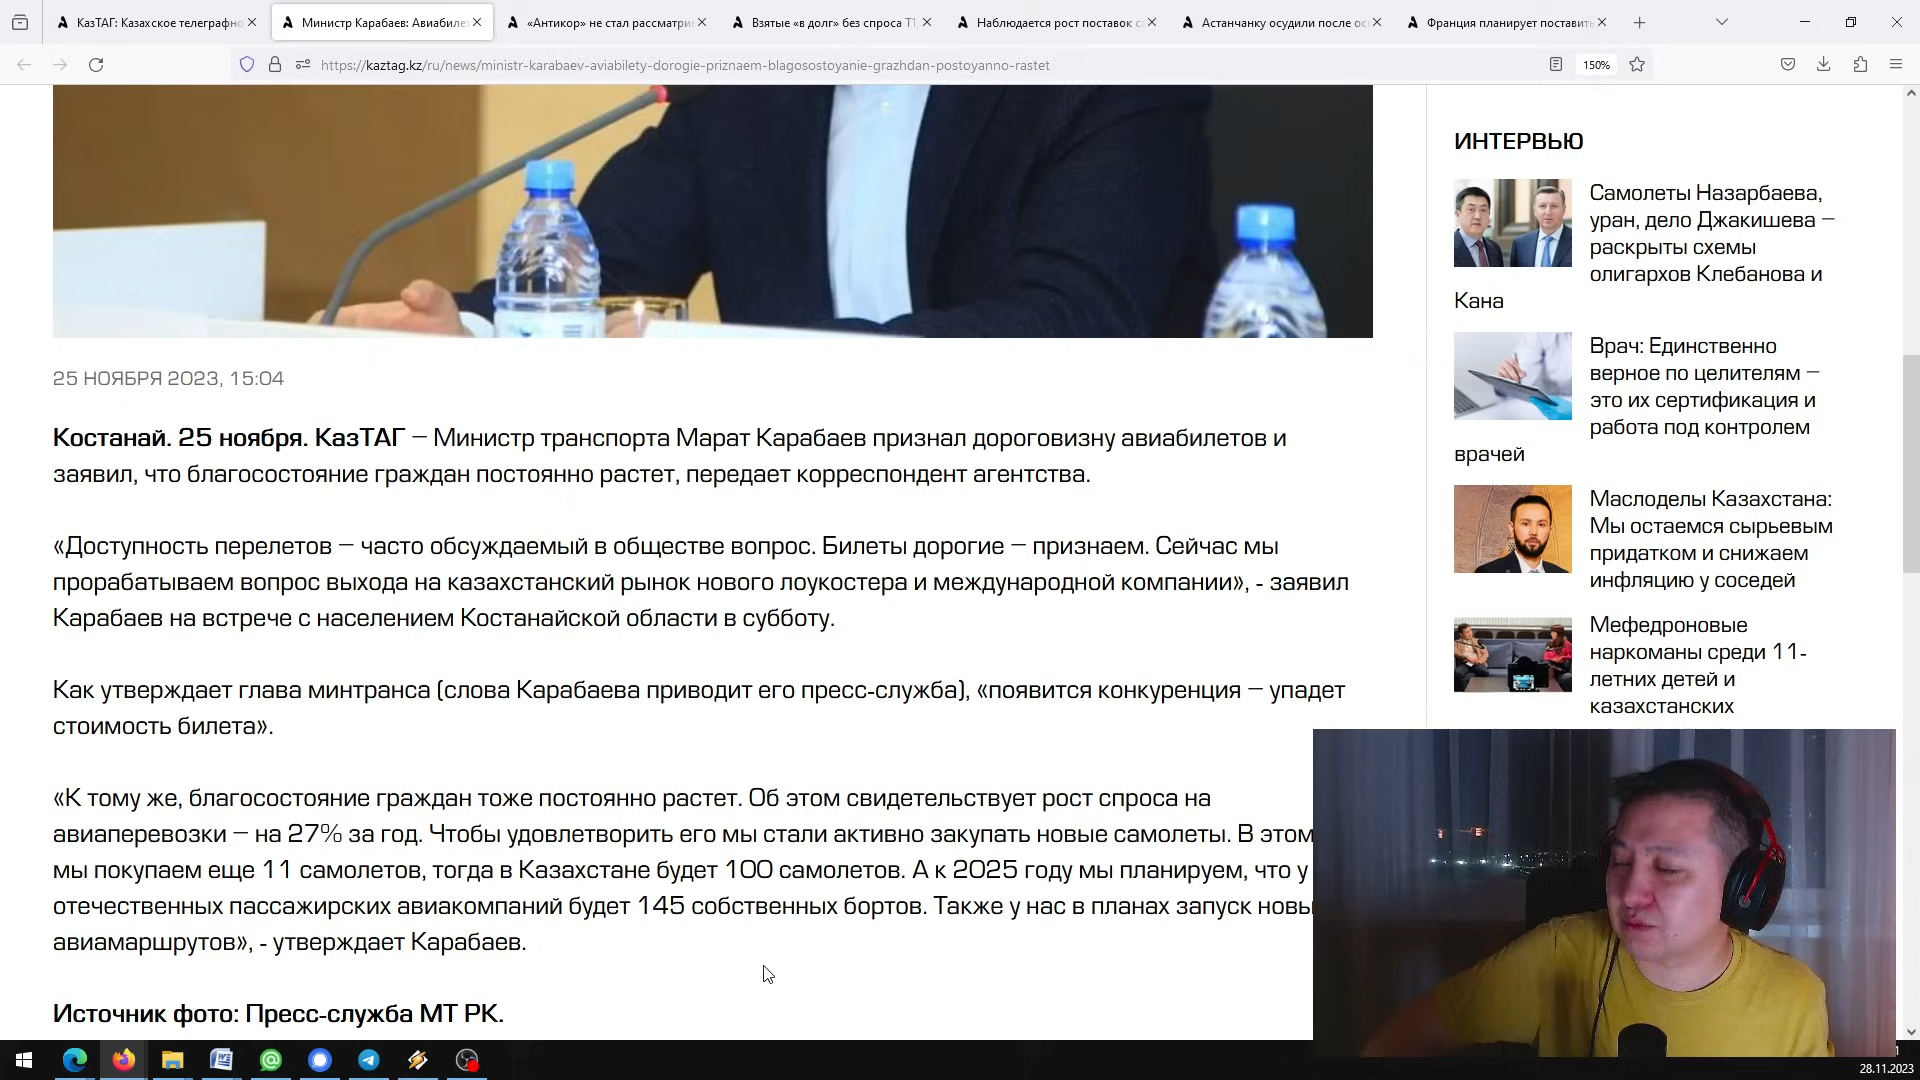 КазТАГ: Казахское телеграфно
Министр Карабаев: Авиабиле
«Антикор» не стал рассматри
Взятые «в долг» без спроса Т1
Наблюдается рост поставок с
Астанчанку осудили после о
Франция планирует поставить
https://kaztag.kz/ru/news/ministr-karabaev-aviabilety-dorogie-priznaem-blagosostoyanie-grazhdan-postoyanno-rastet
150%
25 НОЯБРЯ 2023, 15:04
Костанай. 25 ноября. КазТАГ – Министр транспорта Марат Карабаев признал дороговизну авиабилетов и
заявил, что благосостояние граждан постоянно растет, передает корреспондент агентства.
«Доступность перелетов – часто обсуждаемый в обществе вопрос. Билеты дорогие – признаем. Сейчас мы
прорабатываем вопрос выхода на казахстанский рынок нового лоукостера и международной компании», - заявил
Карабаев на встрече с населением Костанайской области в субботу.
Как утверждает глава минтранса (слова Карабаева приводит его пресс-служба), «появится конкуренция – упадет
стоимость билета».
«К тому же, благосостояние граждан тоже постоянно растет. Об этом свидетельствует рост спроса на
авиаперевозки – на 27% за год. Чтобы удовлетворить его мы стали активно закупать новые самолеты. В этом
мы покупаем еще 11 самолетов, тогда в Казахстане будет 100 самолетов. А к 2025 году мы планируем, что у
отечественных пассажирских авиакомпаний будет 145 собственных бортов. Также у нас в планах запуск новы
авиамаршрутов», - утверждает Карабаев.
Источник фото: Пресс-служба МТ РК.
ИНТЕРВЬЮ
Самолеты Назарбаева,
уран, дело Джакишева –
раскрыты схемы
олигархов Клебанова и
Кана
Врач: Единственно
верное по целителям –
это их сертификация и
работа под контролем
врачей
Маслоделы Казахстана:
Мы остаемся сырьевым
придатком и снижаем
инфляцию у соседей
Мефедроновые
наркоманы среди 11-
летних детей и
казахстанских
28.11.2023